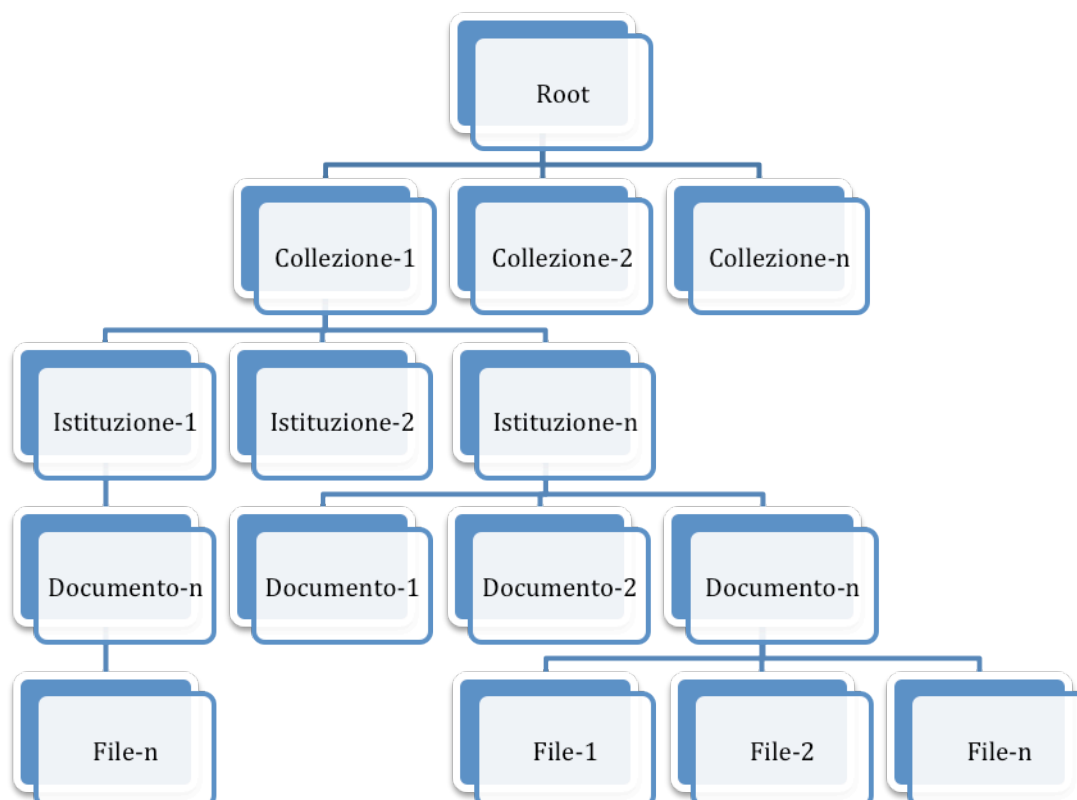 Root
Collezione-1
Collezione-2
Collezione-n
Istituzione-1
Istituzione-2
Istituzione-n
Documento-n
Documento-1
Documento-2
Documento-n
File-n
File-1
File-2
File-n